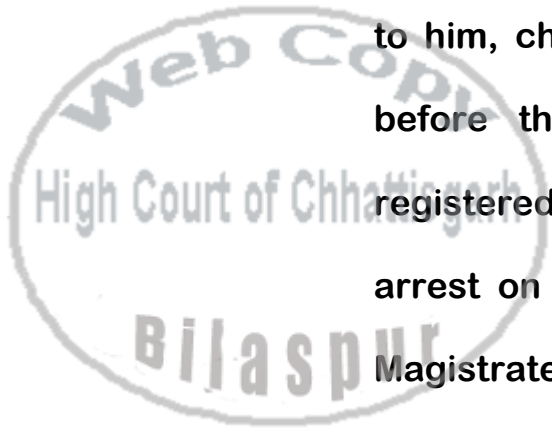 to him, ch
before th
registered
arrest on
Magistrate
Web Copy
High Court of Chhattisgarh
Bilaspur